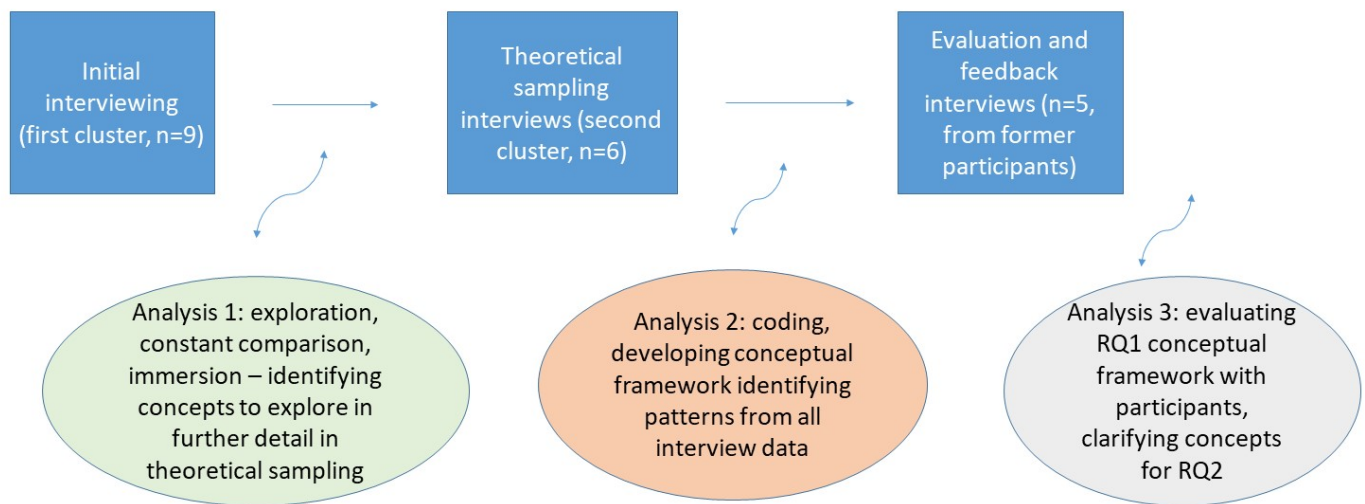 Initial
interviewing
(first cluster, n=9)
Theoretical
sampling
interviews (second
cluster, n=6)
Evaluation and
feedback
interviews (n=5,
from former
participants)
Analysis 1: exploration,
constant comparison,
immersion – identifying
concepts to explore in
further detail in
theoretical sampling
Analysis 2: coding,
developing conceptual
framework identifying
patterns from all
interview data
Analysis 3: evaluating
RQ1 conceptual
framework with
participants,
clarifying concepts
for RQ2